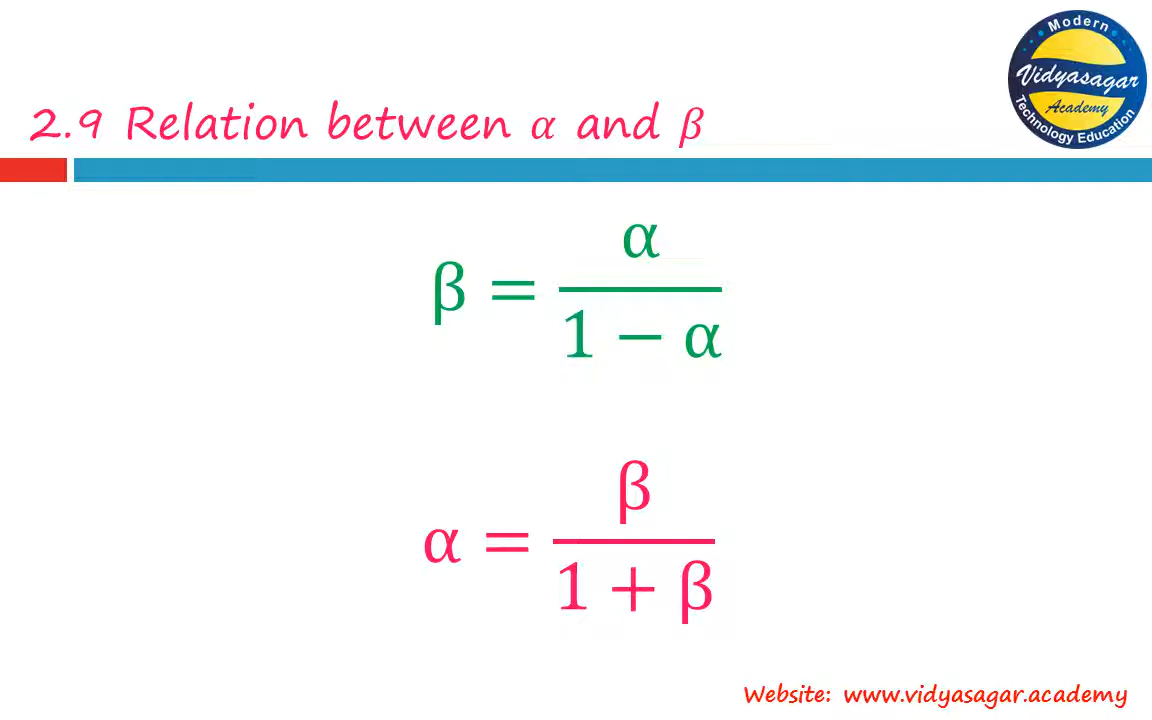 Modern
Vidyasagar
Academy
Technology Education
2.9 Relation between α and β
β = α / (1 − α)
α = β / (1 + β)
Website: www.vidyasagar.academy